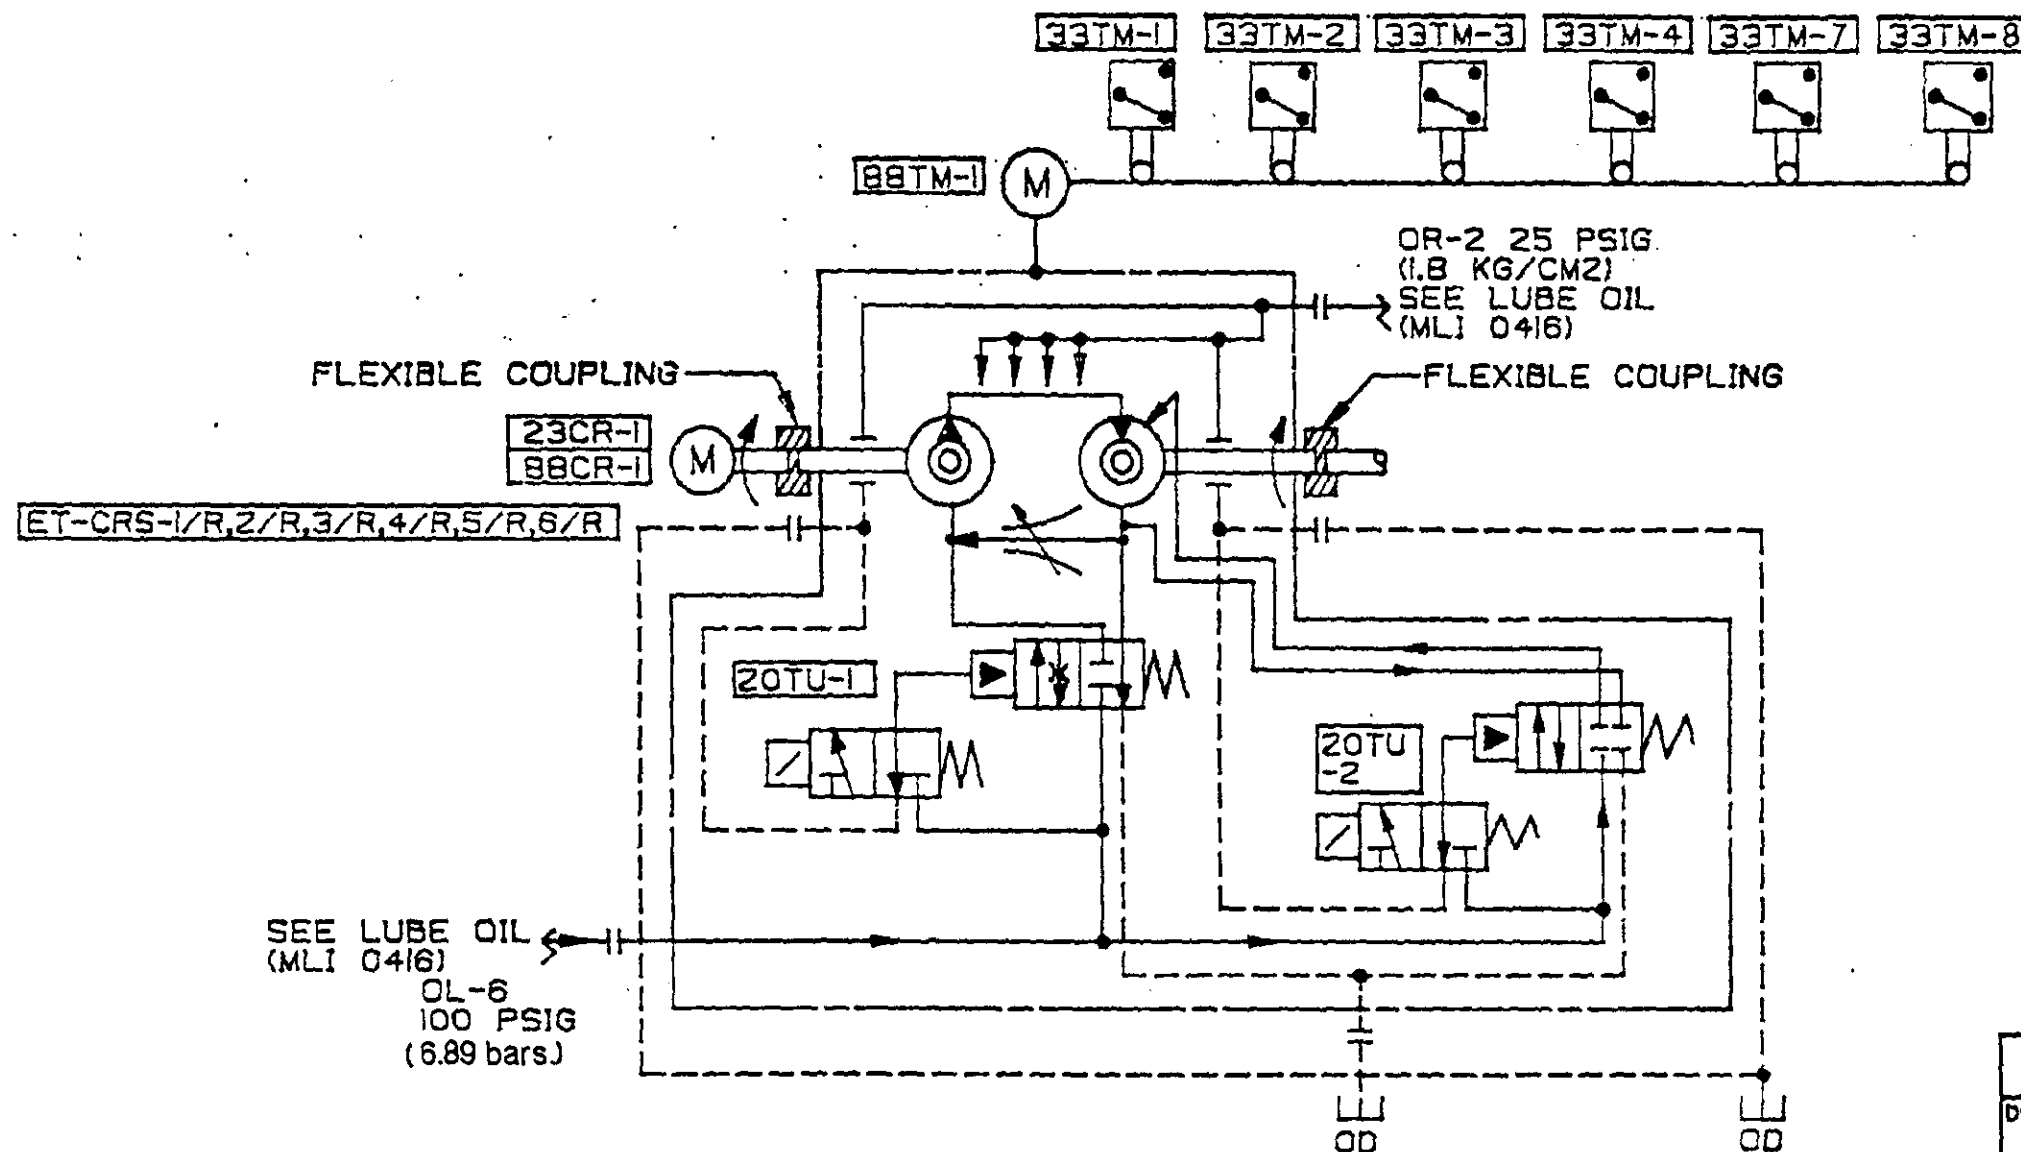 33TM-1 33TM-2 33TM-3 33TM-4 33TM-7 33TM-8
88TM-1
M
OR-2 25 PSIG
(1.8 KG/CM2)
SEE LUBE OIL
(MLI 0416)
FLEXIBLE COUPLING
FLEXIBLE COUPLING
23CR-1
88CR-1
M
ET-CRS-1/R,2/R,3/R,4/R,5/R,6/R
20TU-1
20TU
-2
SEE LUBE OIL
(MLI 0416)
OL-6
100 PSIG
(6.89 bars.)
OD
OD